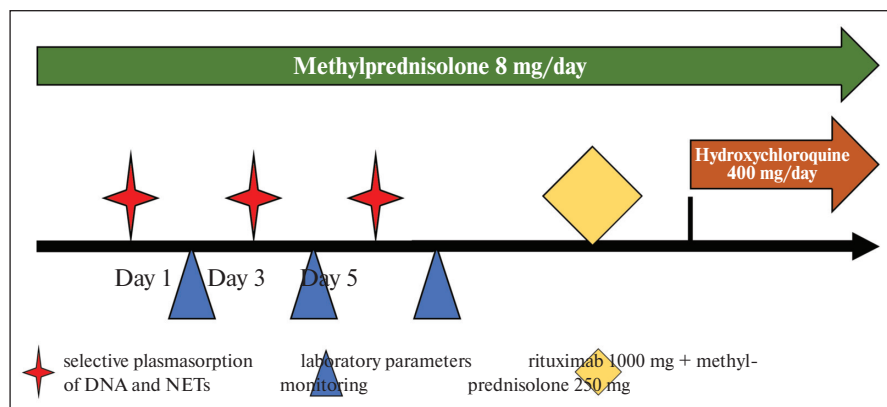 Methylprednisolone 8 mg/day
Hydroxychloroquine
400 mg/day
Day 1
Day 3
Day 5
selective plasmasorption
of DNA and NETs
laboratory parameters
monitoring
rituximab 1000 mg + methyl-
prednisolone 250 mg